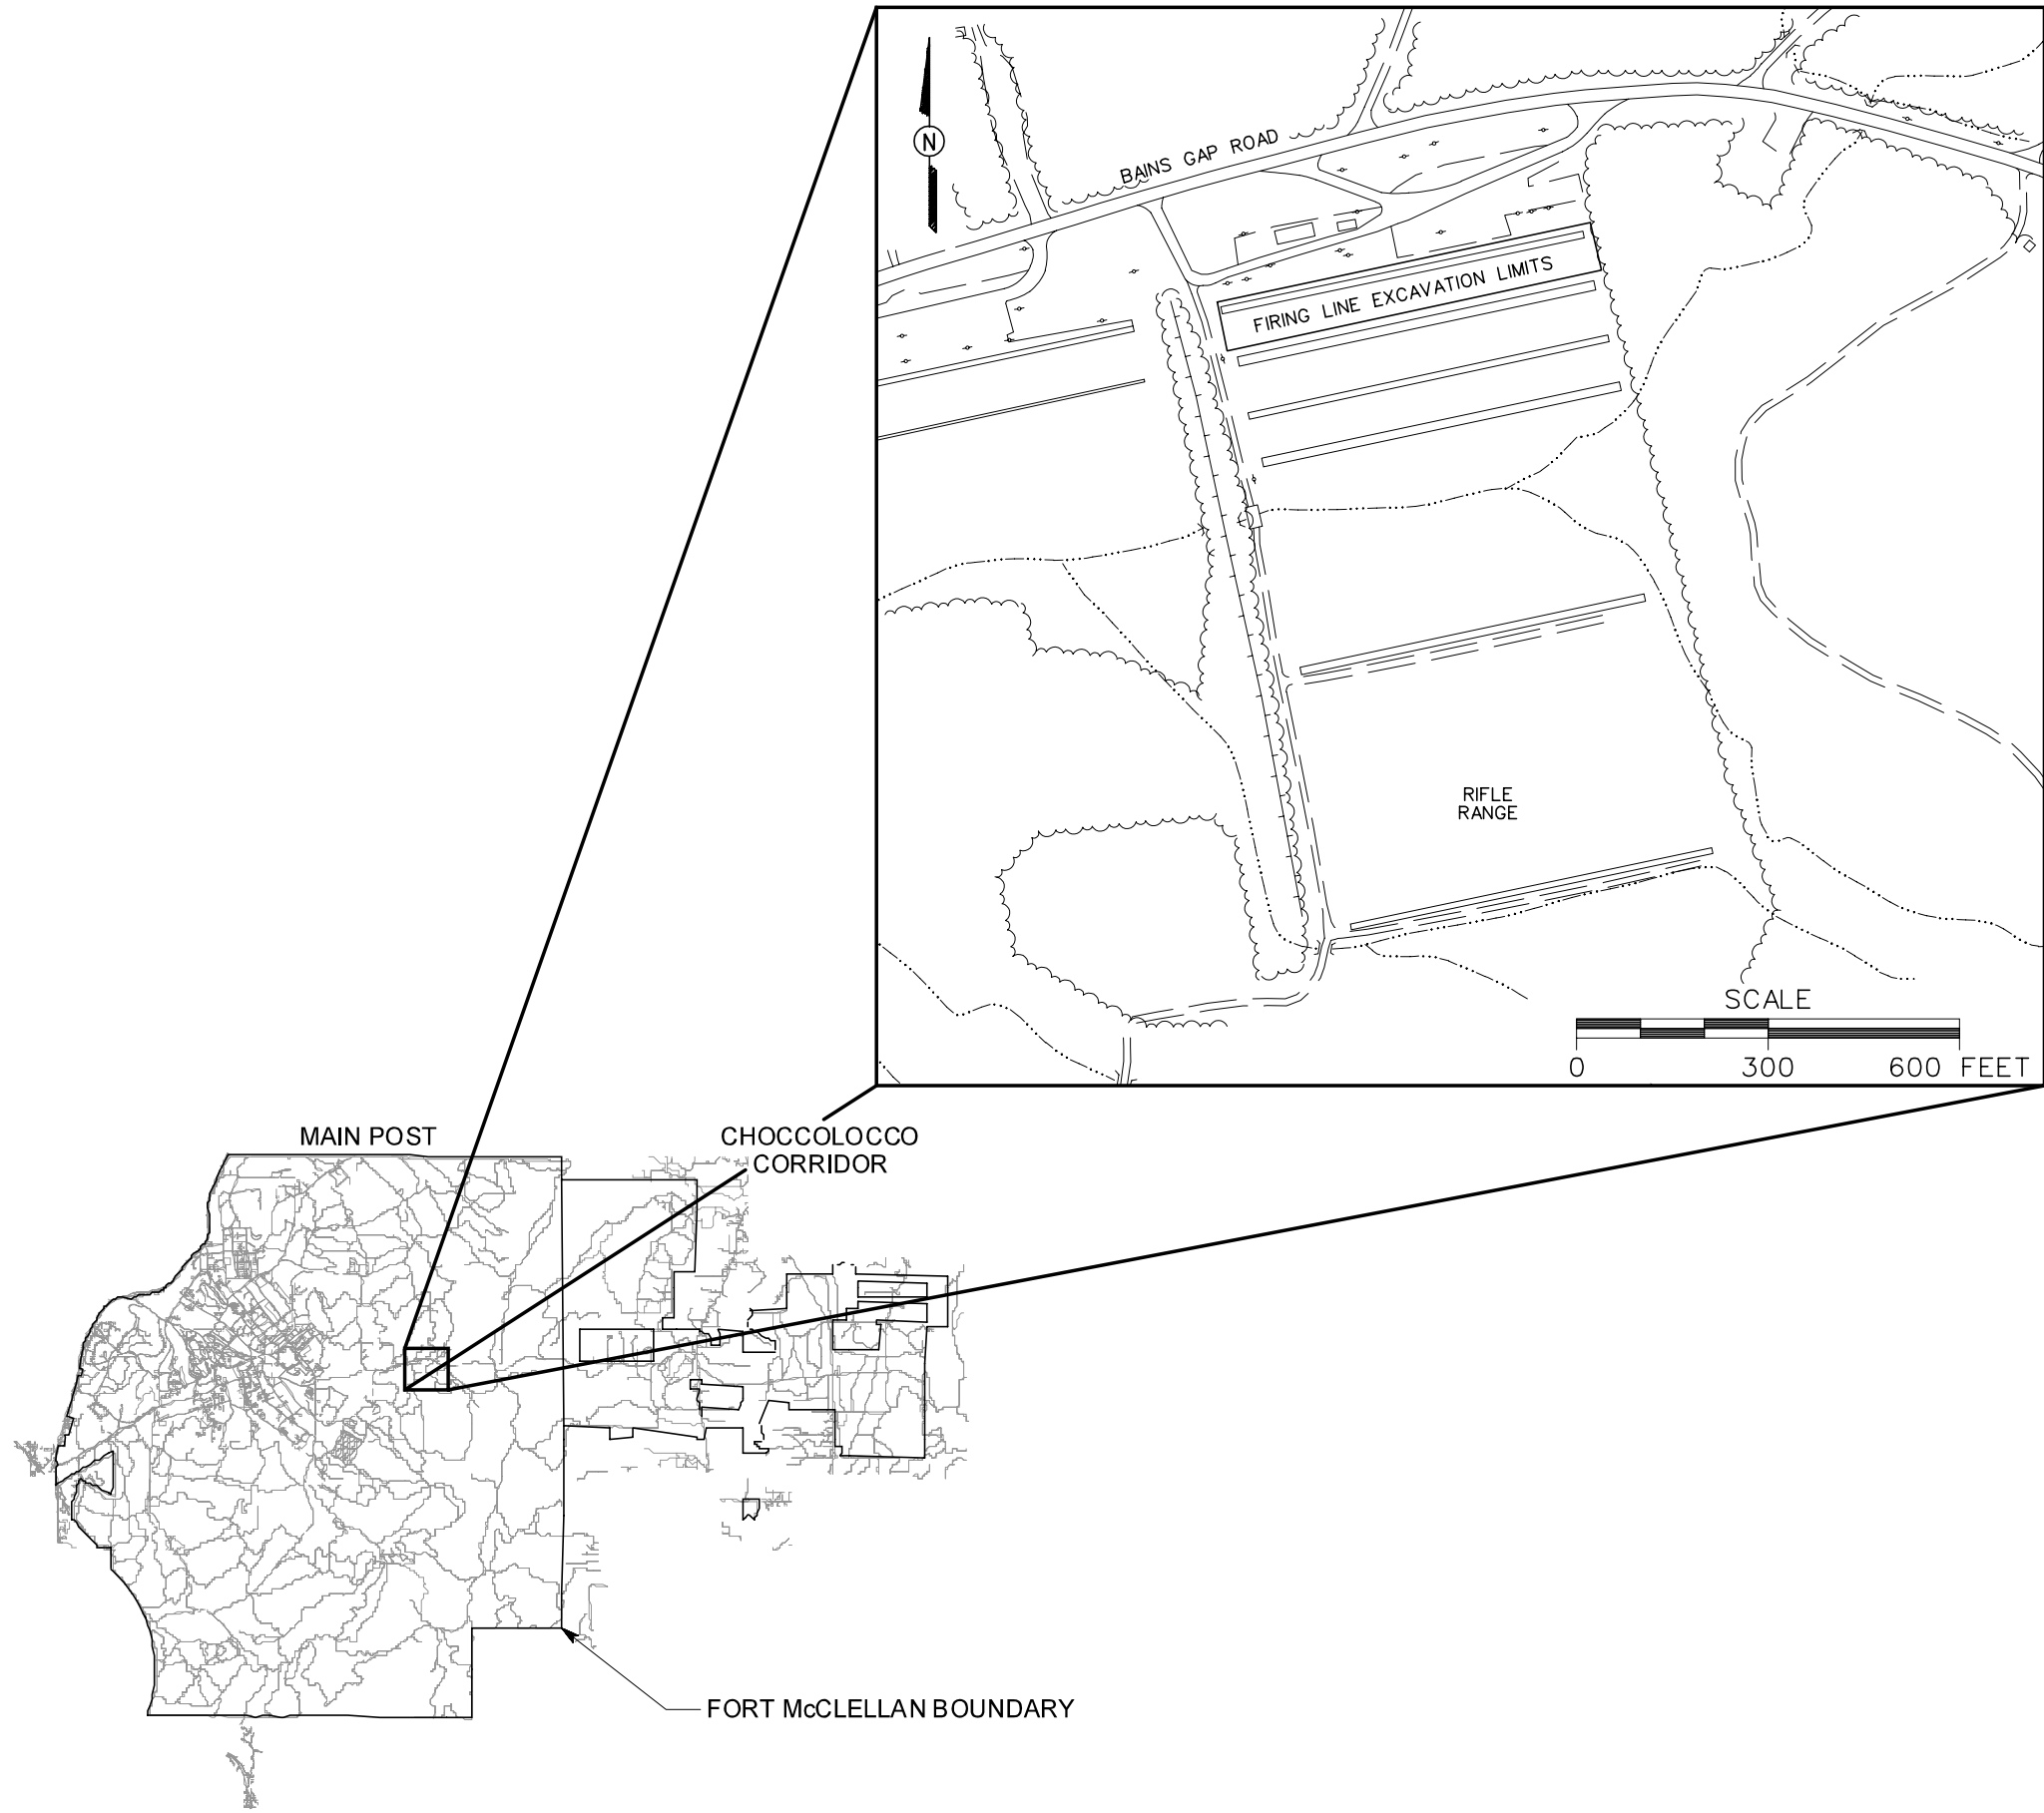 N
BAINS GAP ROAD
FIRING LINE EXCAVATION LIMITS
RIFLE
RANGE
SCALE
0 300 600 FEET
MAIN POST
CHOCCOLOCCO
CORRIDOR
FORT McCLELLAN BOUNDARY